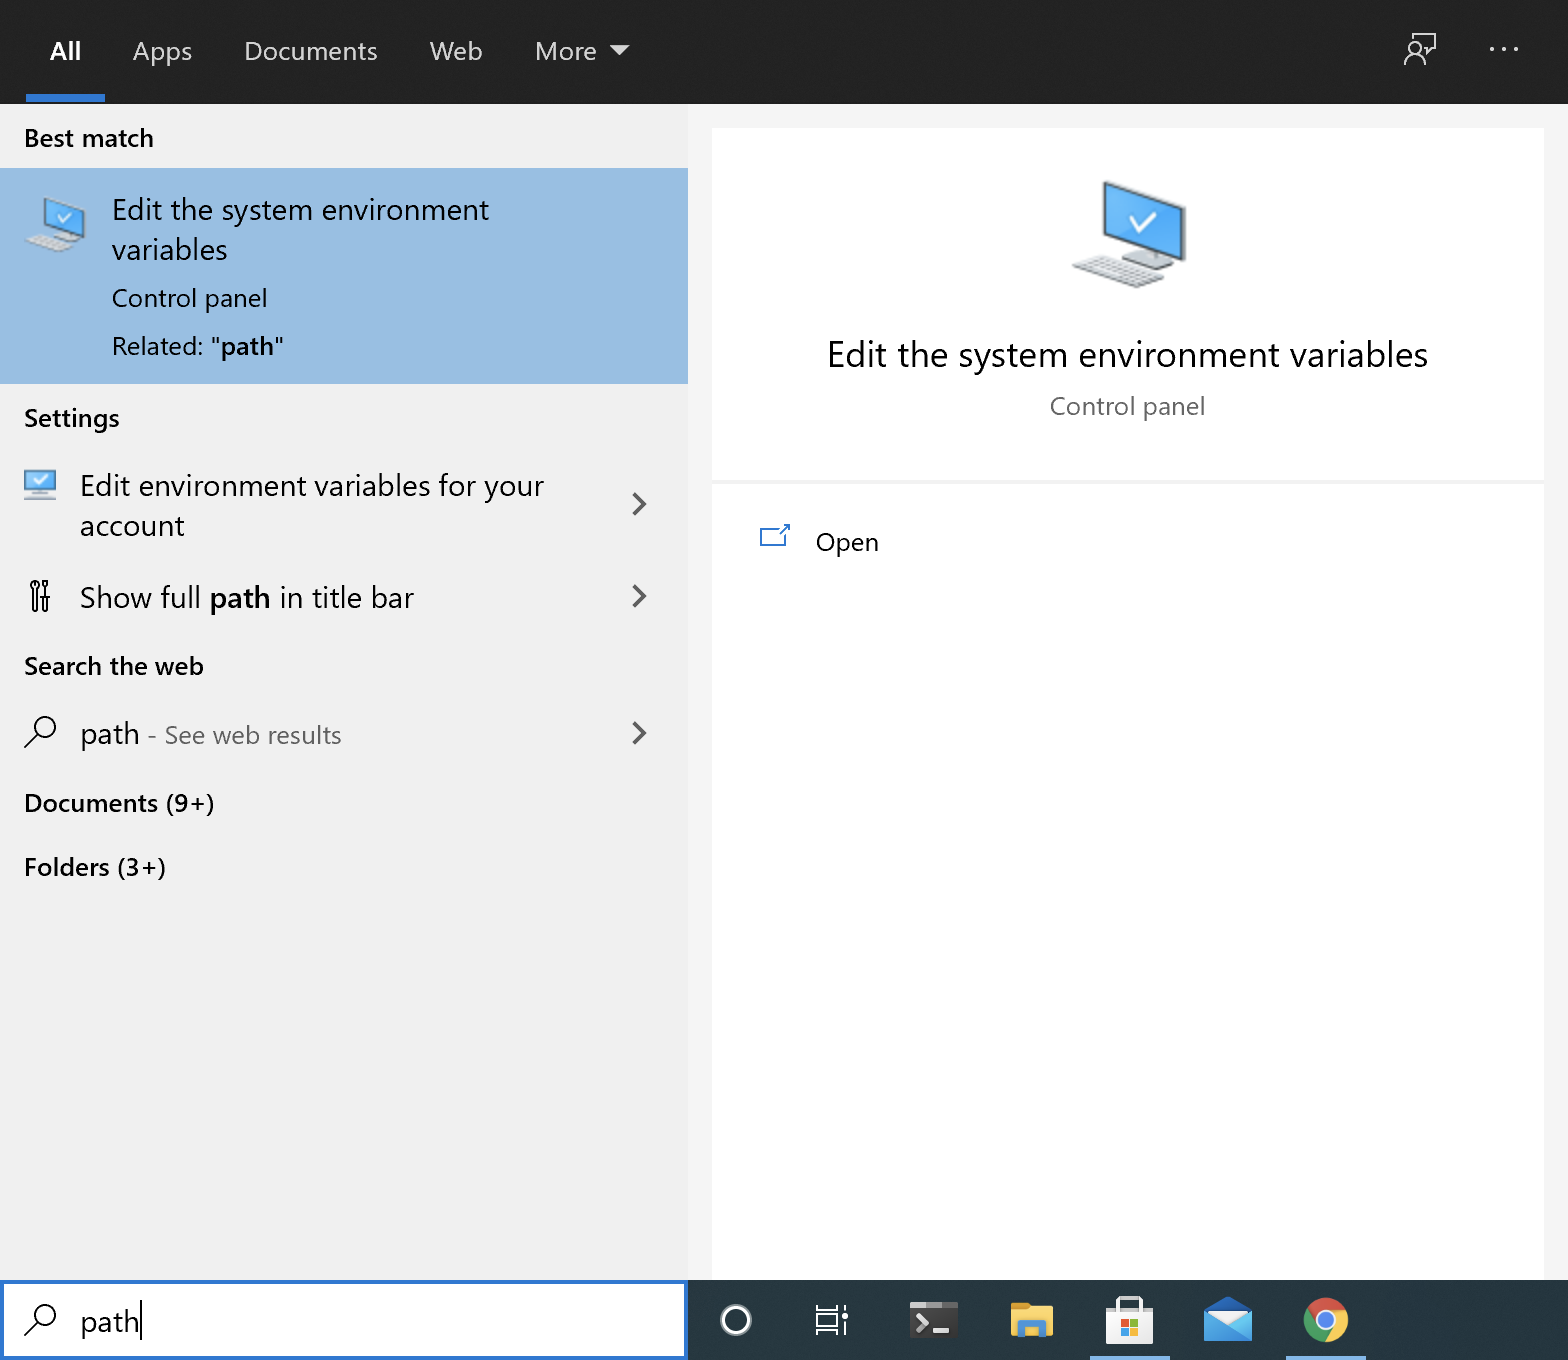 All Apps Documents Web More
Best match
Edit the system environment
variables
Control panel
Related: "path"
Settings
Edit environment variables for your
account
Show full path in title bar
Search the web
path - See web results
Documents (9+)
Folders (3+)
path
Edit the system environment variables
Control panel
Open